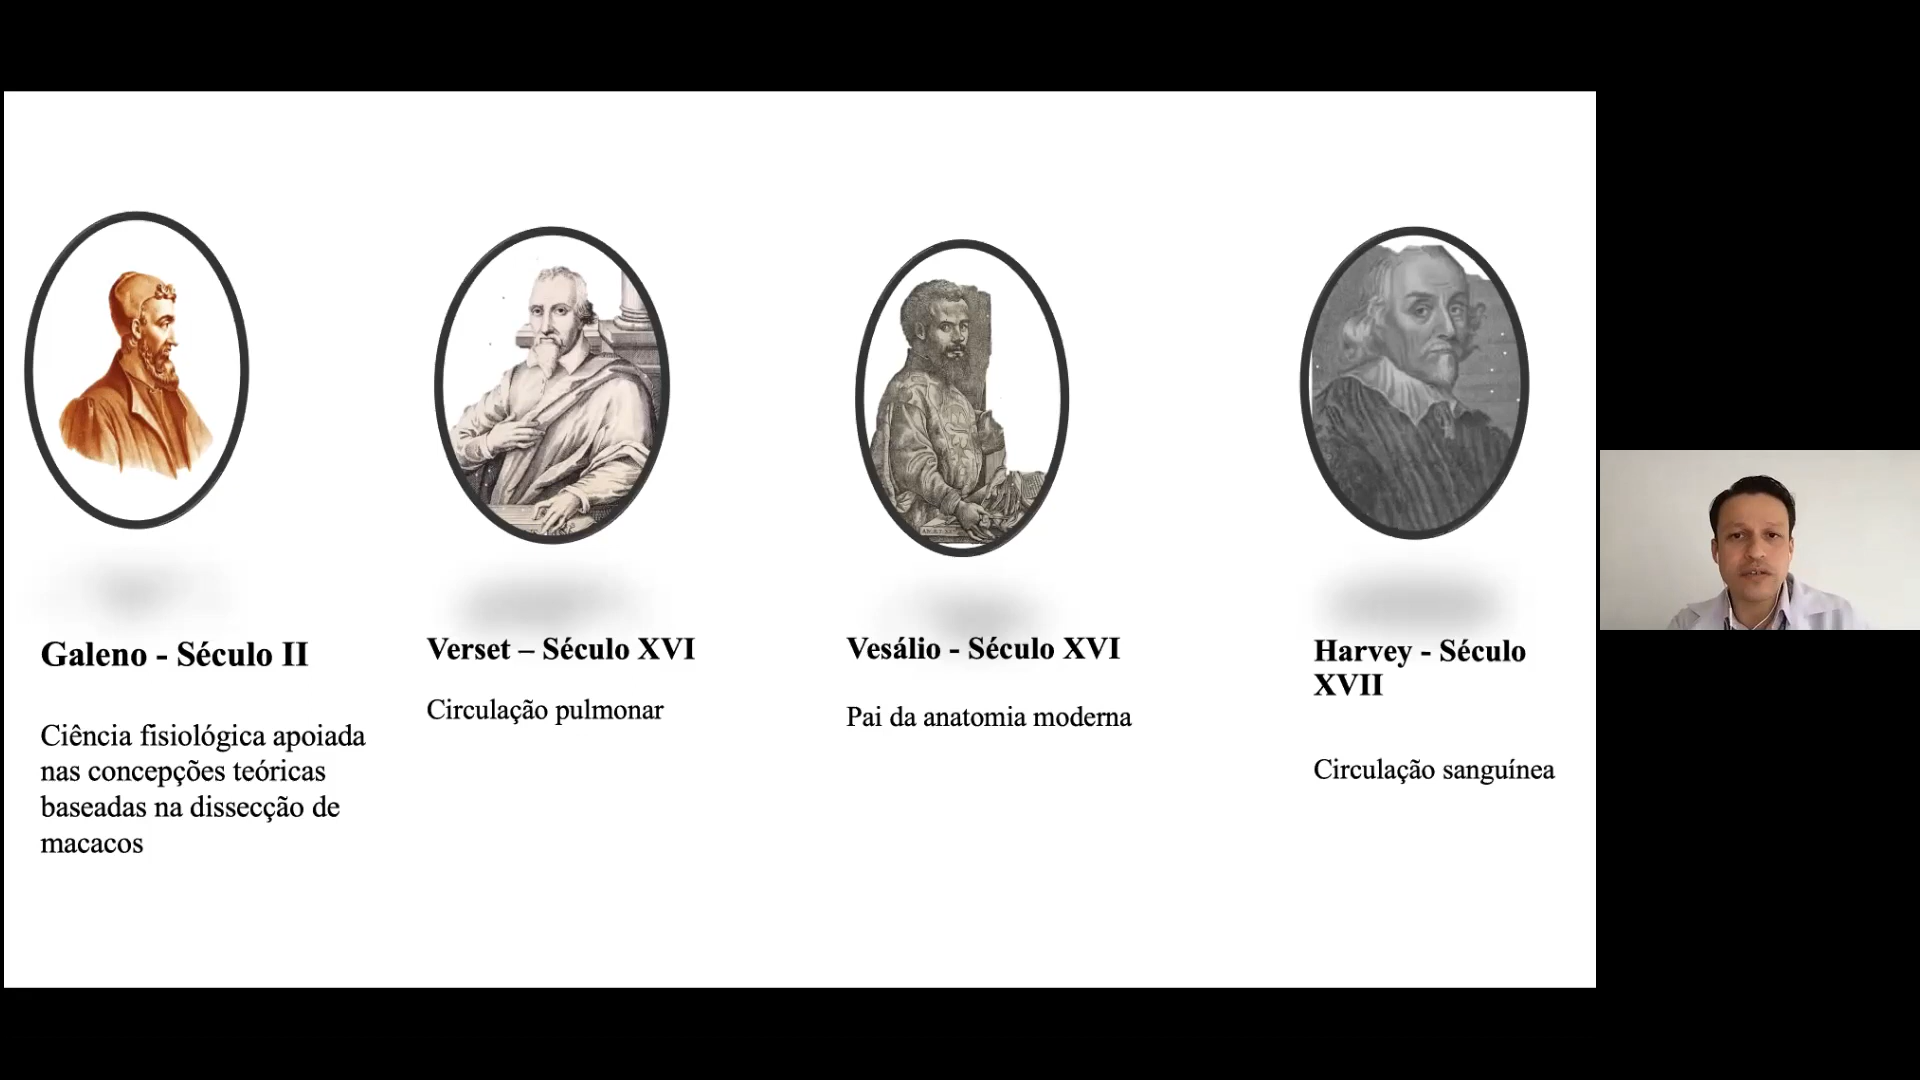 Galeno - Século II
Ciência fisiológica apoiada
nas concepções teóricas
baseadas na dissecção de
macacos
Verset – Século XVI
Circulação pulmonar
Vesálio - Século XVI
Pai da anatomia moderna
Harvey - Século
XVII
Circulação sanguínea